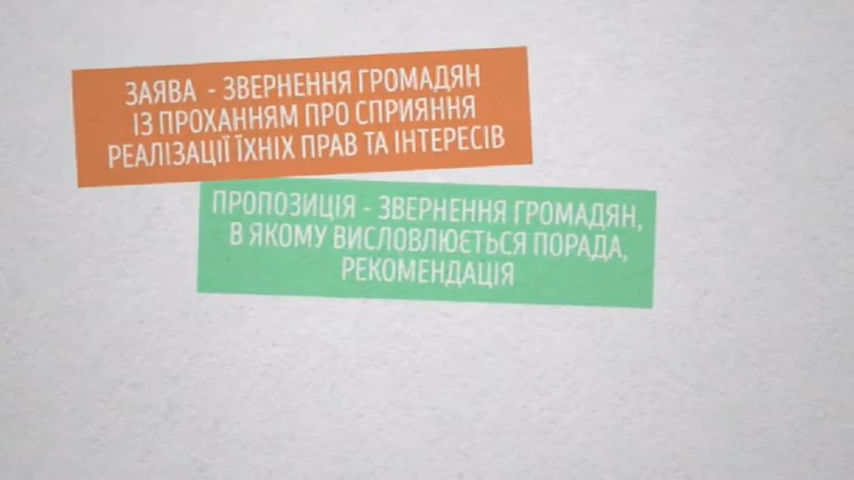 ЗАЯВА - ЗВЕРНЕННЯ ГРОМАДЯН
ІЗ ПРОХАННЯМ ПРО СПРИЯННЯ
РЕАЛІЗАЦІЇ ЇХНІХ ПРАВ ТА ІНТЕРЕСІВ
ПРОПОЗИЦІЯ - ЗВЕРНЕННЯ ГРОМАДЯН,
В ЯКОМУ ВИСЛОВЛЮЄТЬСЯ ПОРАДА,
РЕКОМЕНДАЦІЯ